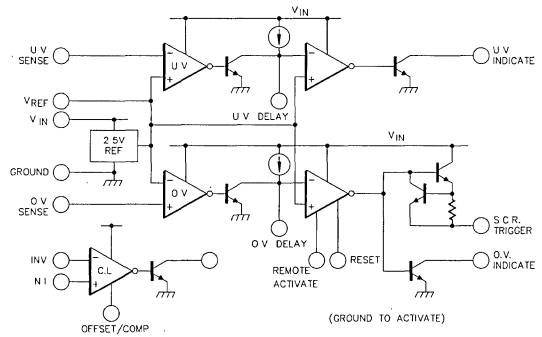 V IN
U V
SENSE
U V
U V
INDICATE
V REF
V IN
U V DELAY
2 5V
REF
V IN
GROUND
O V
SENSE
O V
O V DELAY
S C R.
TRIGGER
INV
N I
C.L
REMOTE
ACTIVATE
RESET
O.V.
INDICATE
OFFSET/COMP
(GROUND TO ACTIVATE)